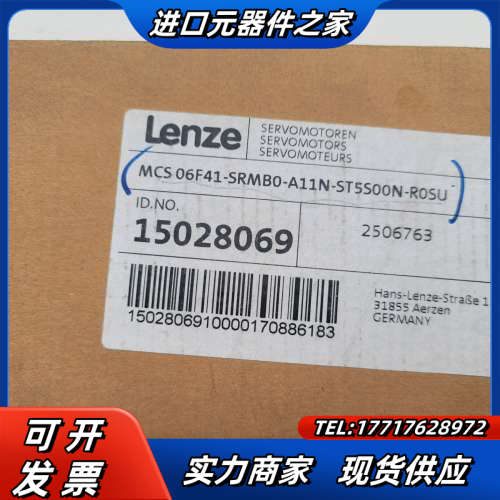 进口元器件之家
Lenze
SERVOMOTOREN
SERVOMOTORS
SERVOMOTEURS
MCS 06F41-SRMB0-A11N-ST5S00N-R0SU
ID.NO.
15028069
2506763
Hans-Lenze-Straße 1
31855 Aerzen
GERMANY
1502806910000170886183
TEL:17717628972
可开发票
实力商家 现货供应